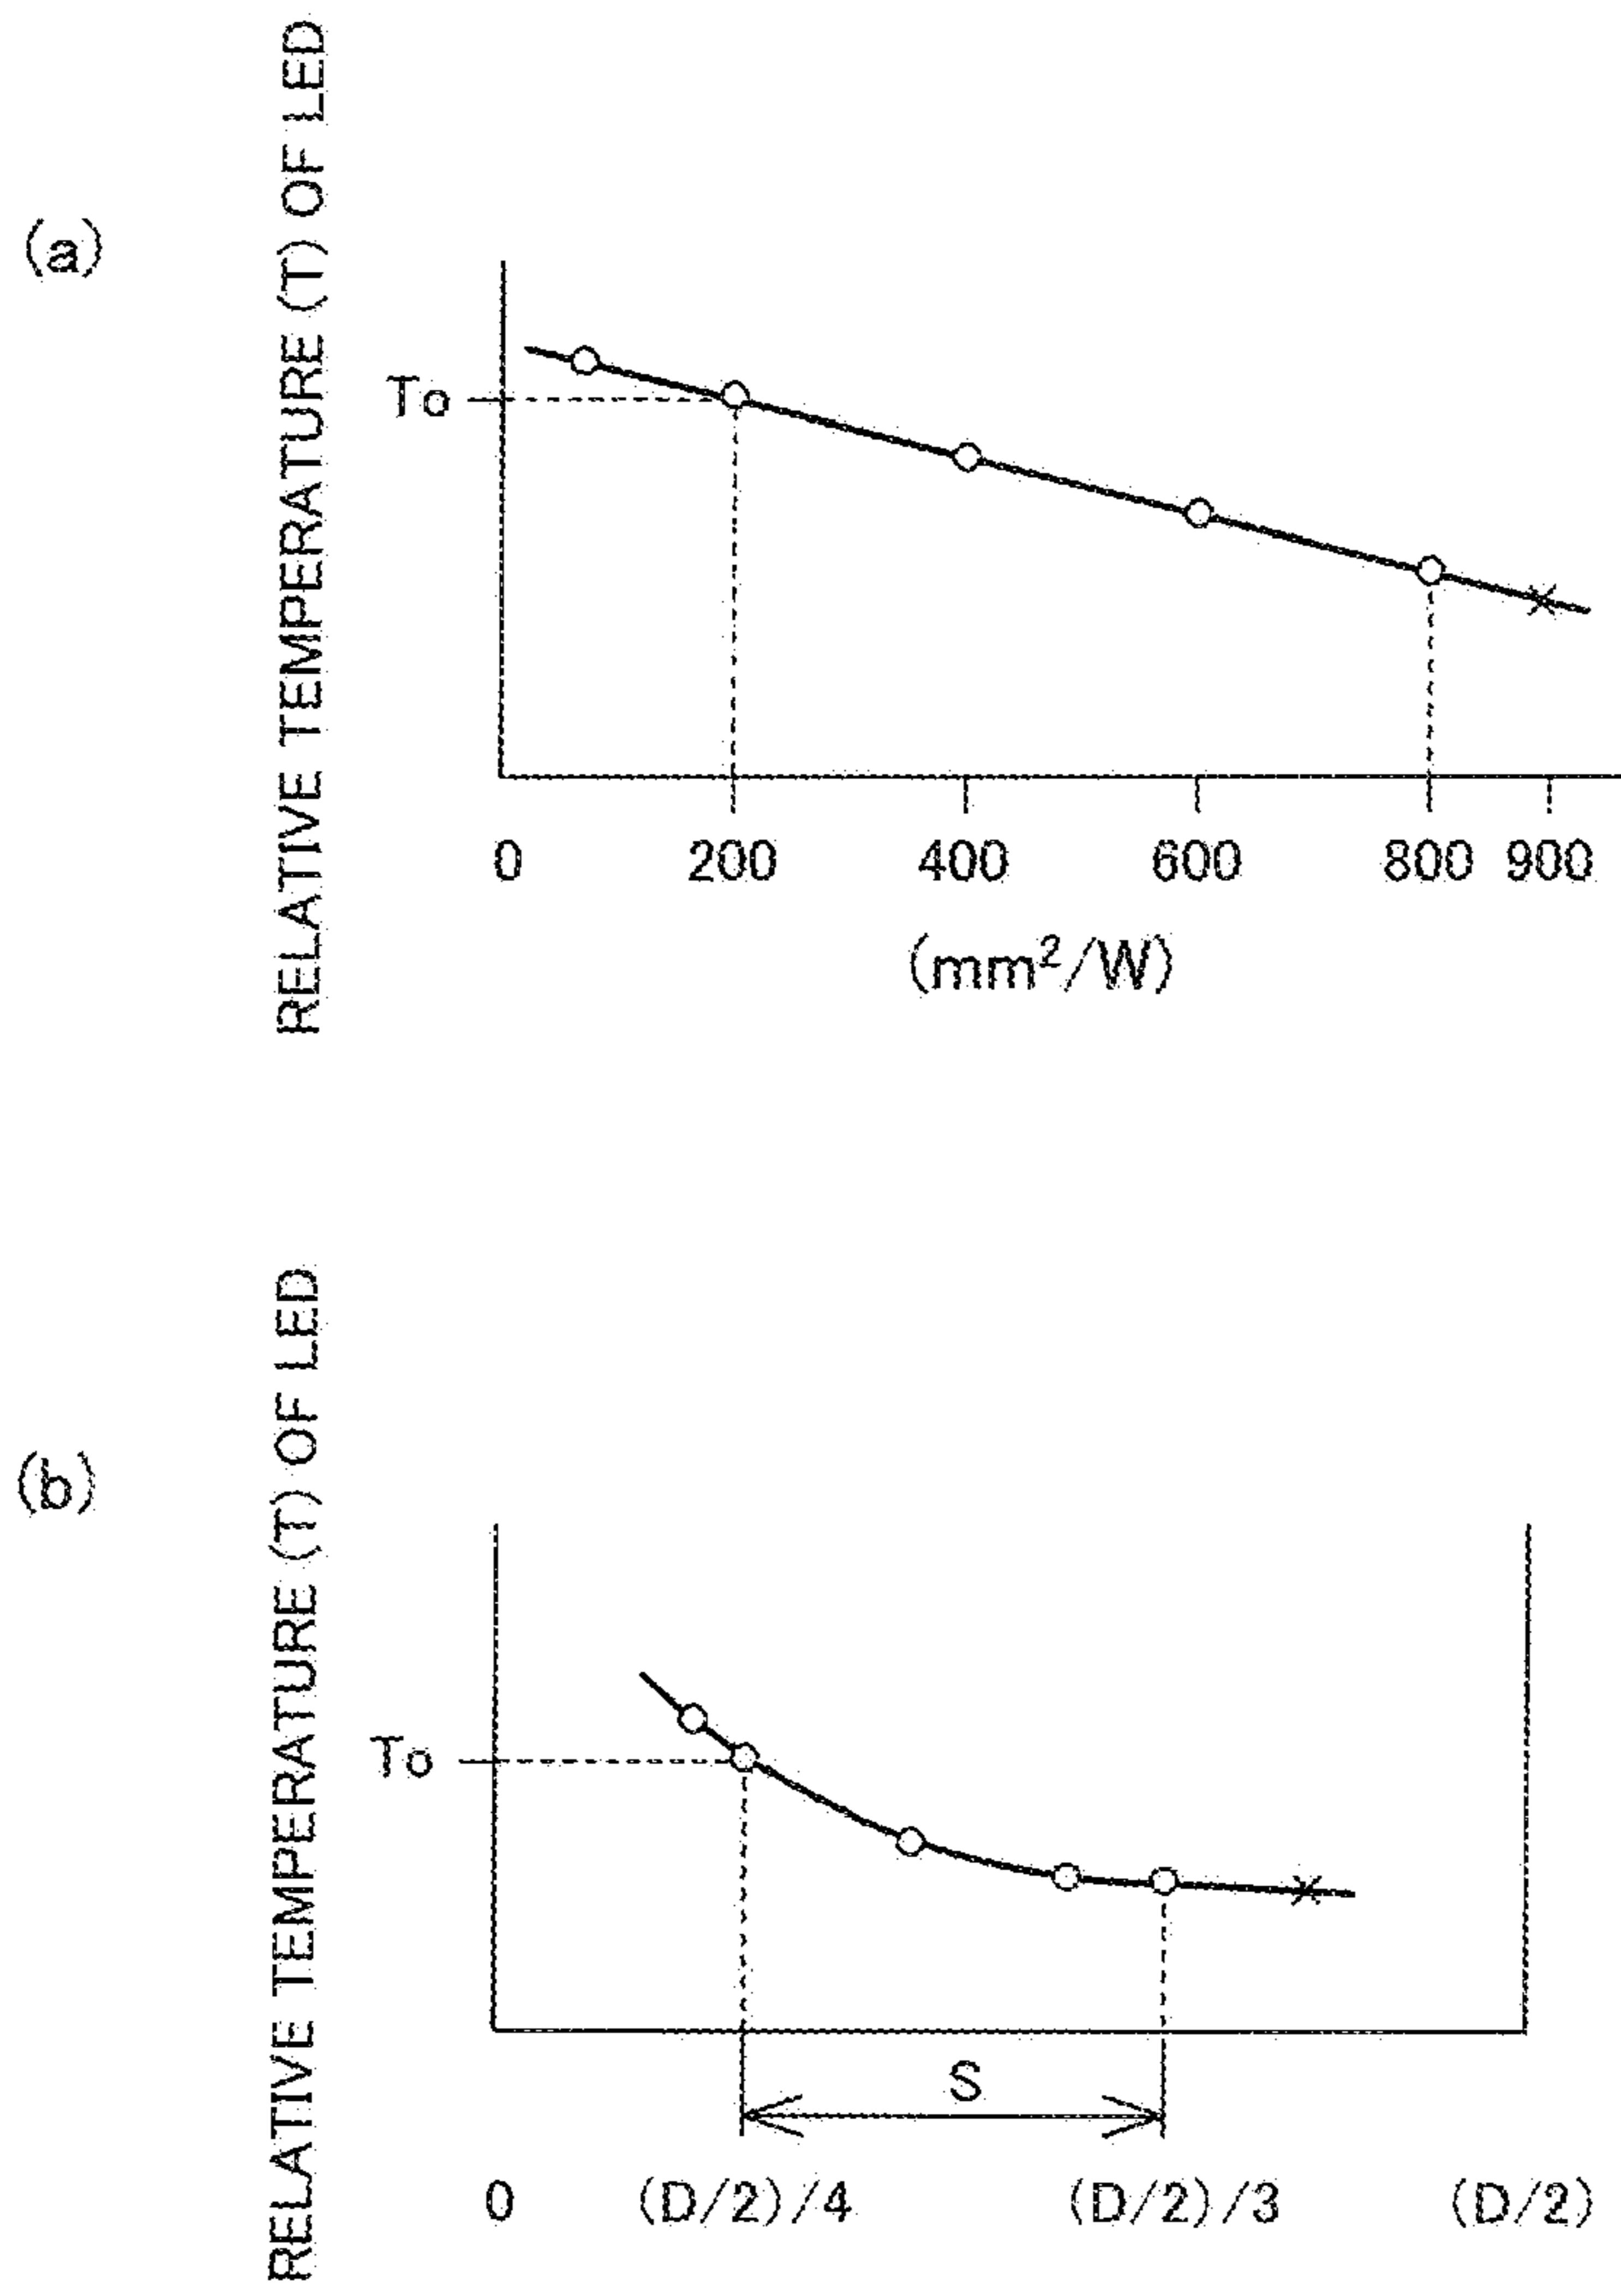 (a)
RELATIVE TEMPERATURE (T) OF LED
To
0 200 400 600 800 900
(mm²/W)
(b)
RELATIVE TEMPERATURE (T) OF LED
To
S
0 (D/2)/4 (D/2)/3 (D/2)